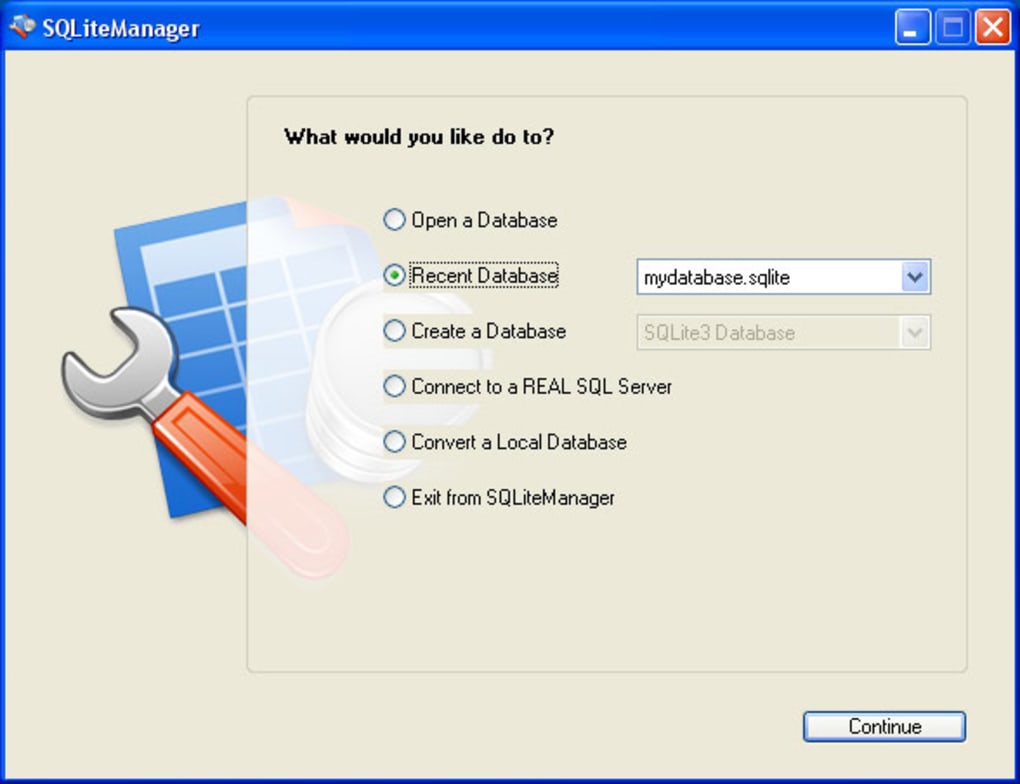 SQLiteManager
What would you like do to?
Open a Database
Recent Database mydatabase.sqlite
Create a Database SQLite3 Database
Connect to a REAL SQL Server
Convert a Local Database
Exit from SQLiteManager
Continue